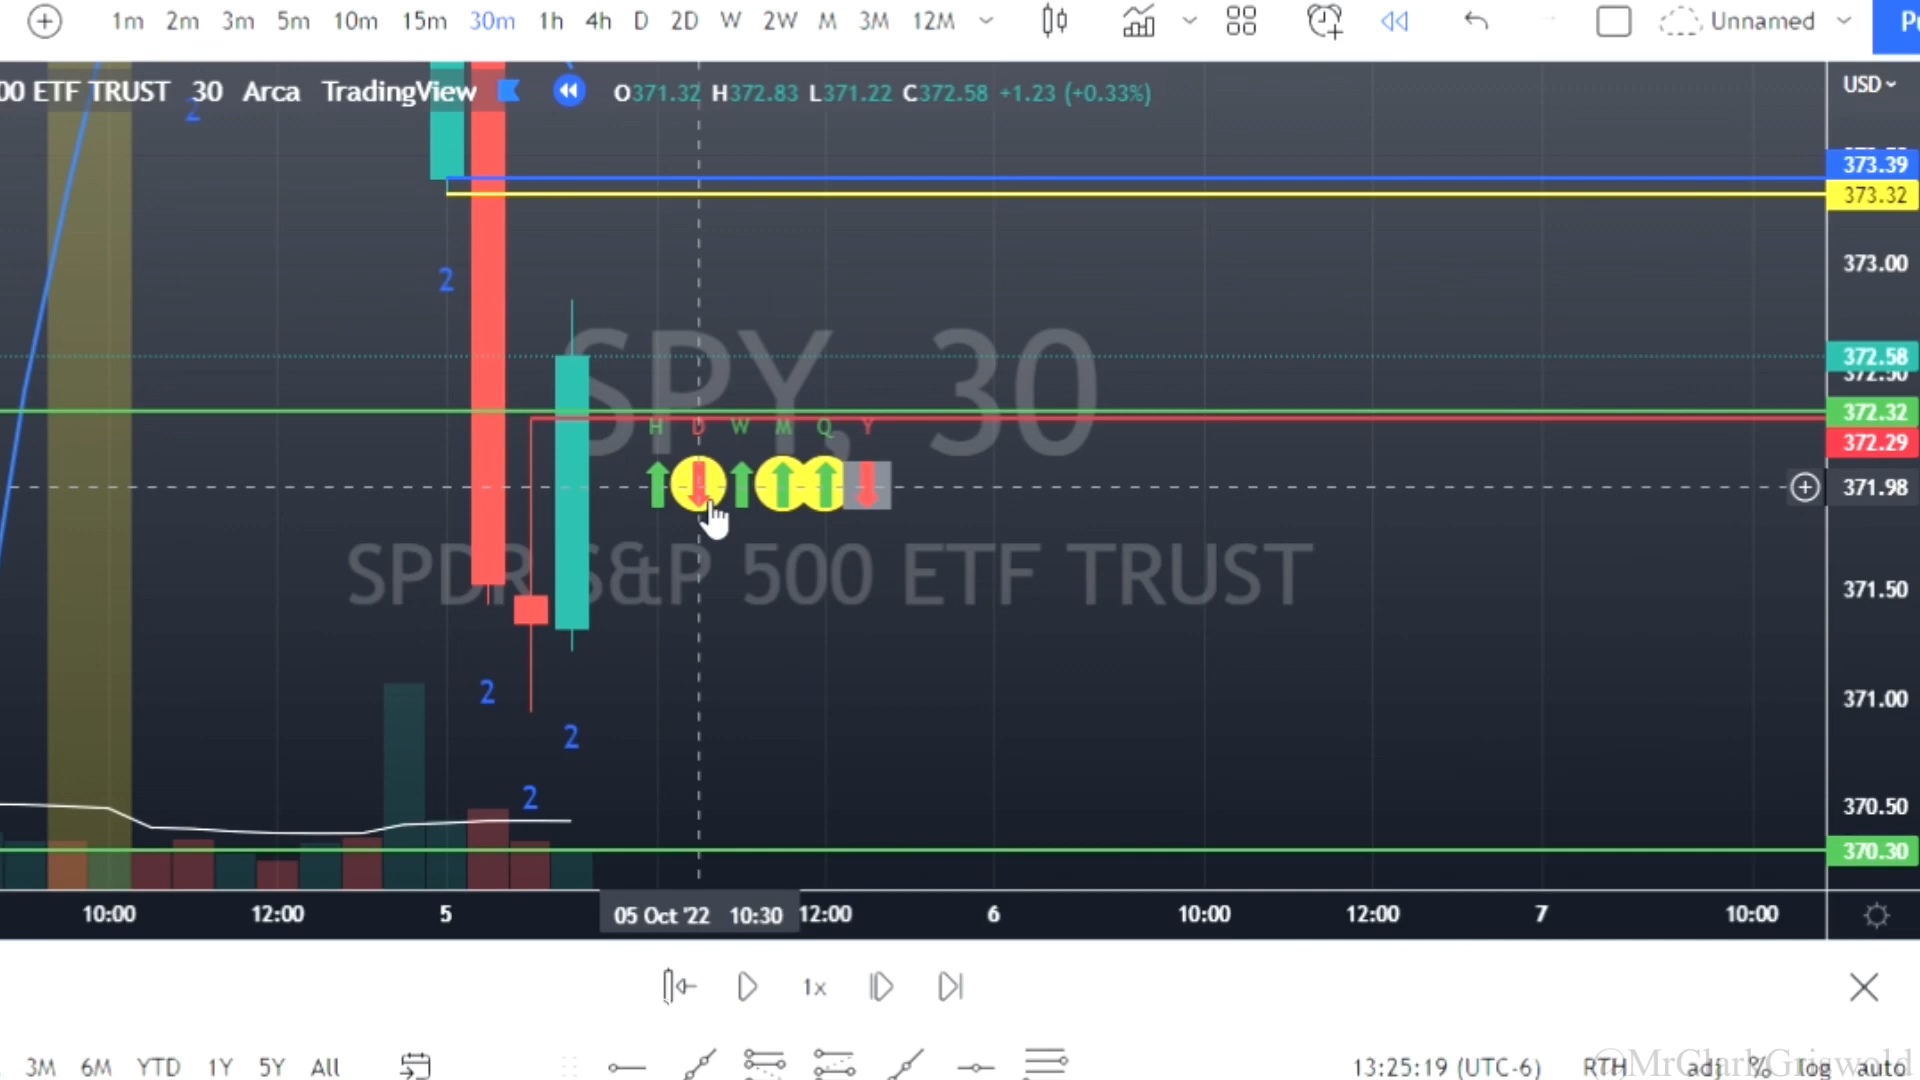 1m 2m 3m 5m 10m 15m 30m 1h 4h D 2D W 2W M 3M 12M Unnamed
00 ETF TRUST 30 Arca TradingView O371.32 H372.83 L371.22 C372.58 +1.23 (+0.33%)
USD
2
373.39
373.32
373.00
2
372.58
372.50
372.32
H D W M Q Y
372.29
SPY, 30
371.98
SPDR S&P 500 ETF TRUST
371.50
2
371.00
2
2
370.50
370.30
10:00 12:00 5 05 Oct '22 10:30 12:00 6 10:00 12:00 7 10:00
1x
3M 6M YTD 1Y 5Y All 13:25:19 (UTC-6) RTH adj % log auto
@MrClarkGriswold